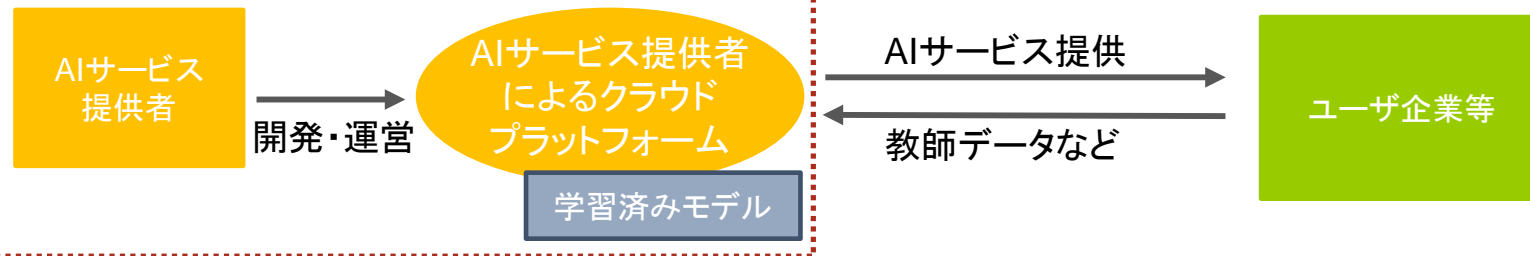 AIサービス
提供者
開発・運営
AIサービス提供者
によるクラウド
プラットフォーム
学習済みモデル
AIサービス提供
教師データなど
ユーザ企業等